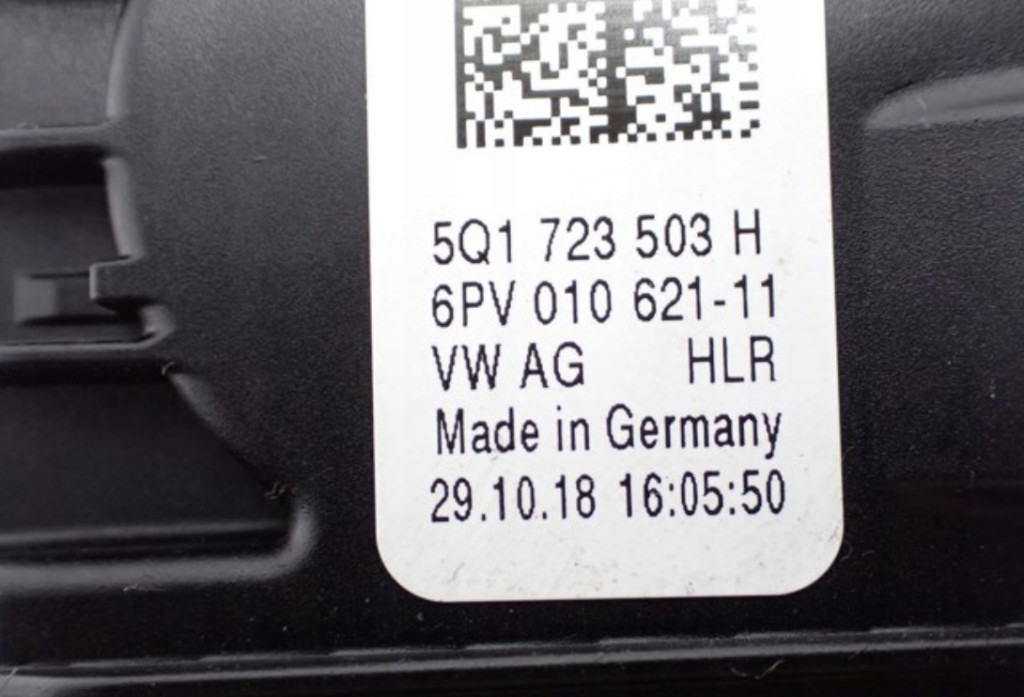 5Q1 723 503 H
6PV 010 621-11
VW AG HLR
Made in Germany
29.10.18 16:05:50